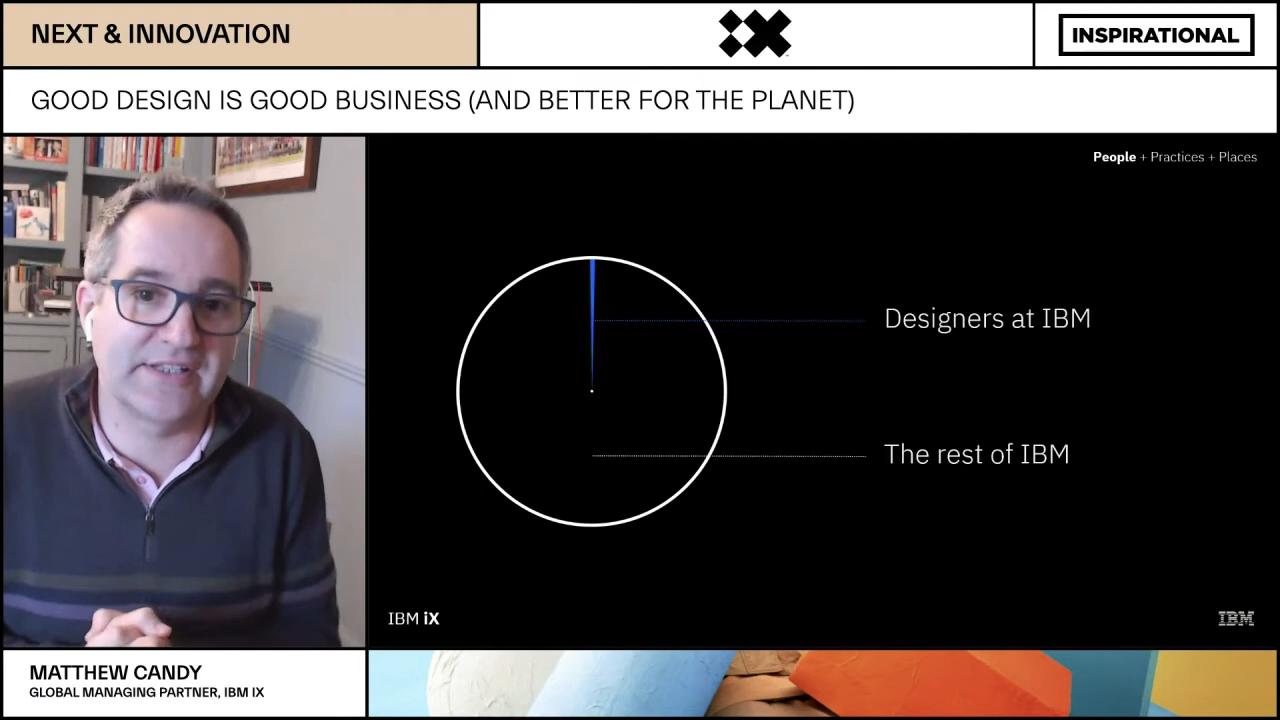 NEXT & INNOVATION
INSPIRATIONAL
GOOD DESIGN IS GOOD BUSINESS (AND BETTER FOR THE PLANET)
People + Practices + Places
Designers at IBM
The rest of IBM
IBM iX
IBM
MATTHEW CANDY
GLOBAL MANAGING PARTNER, IBM IX